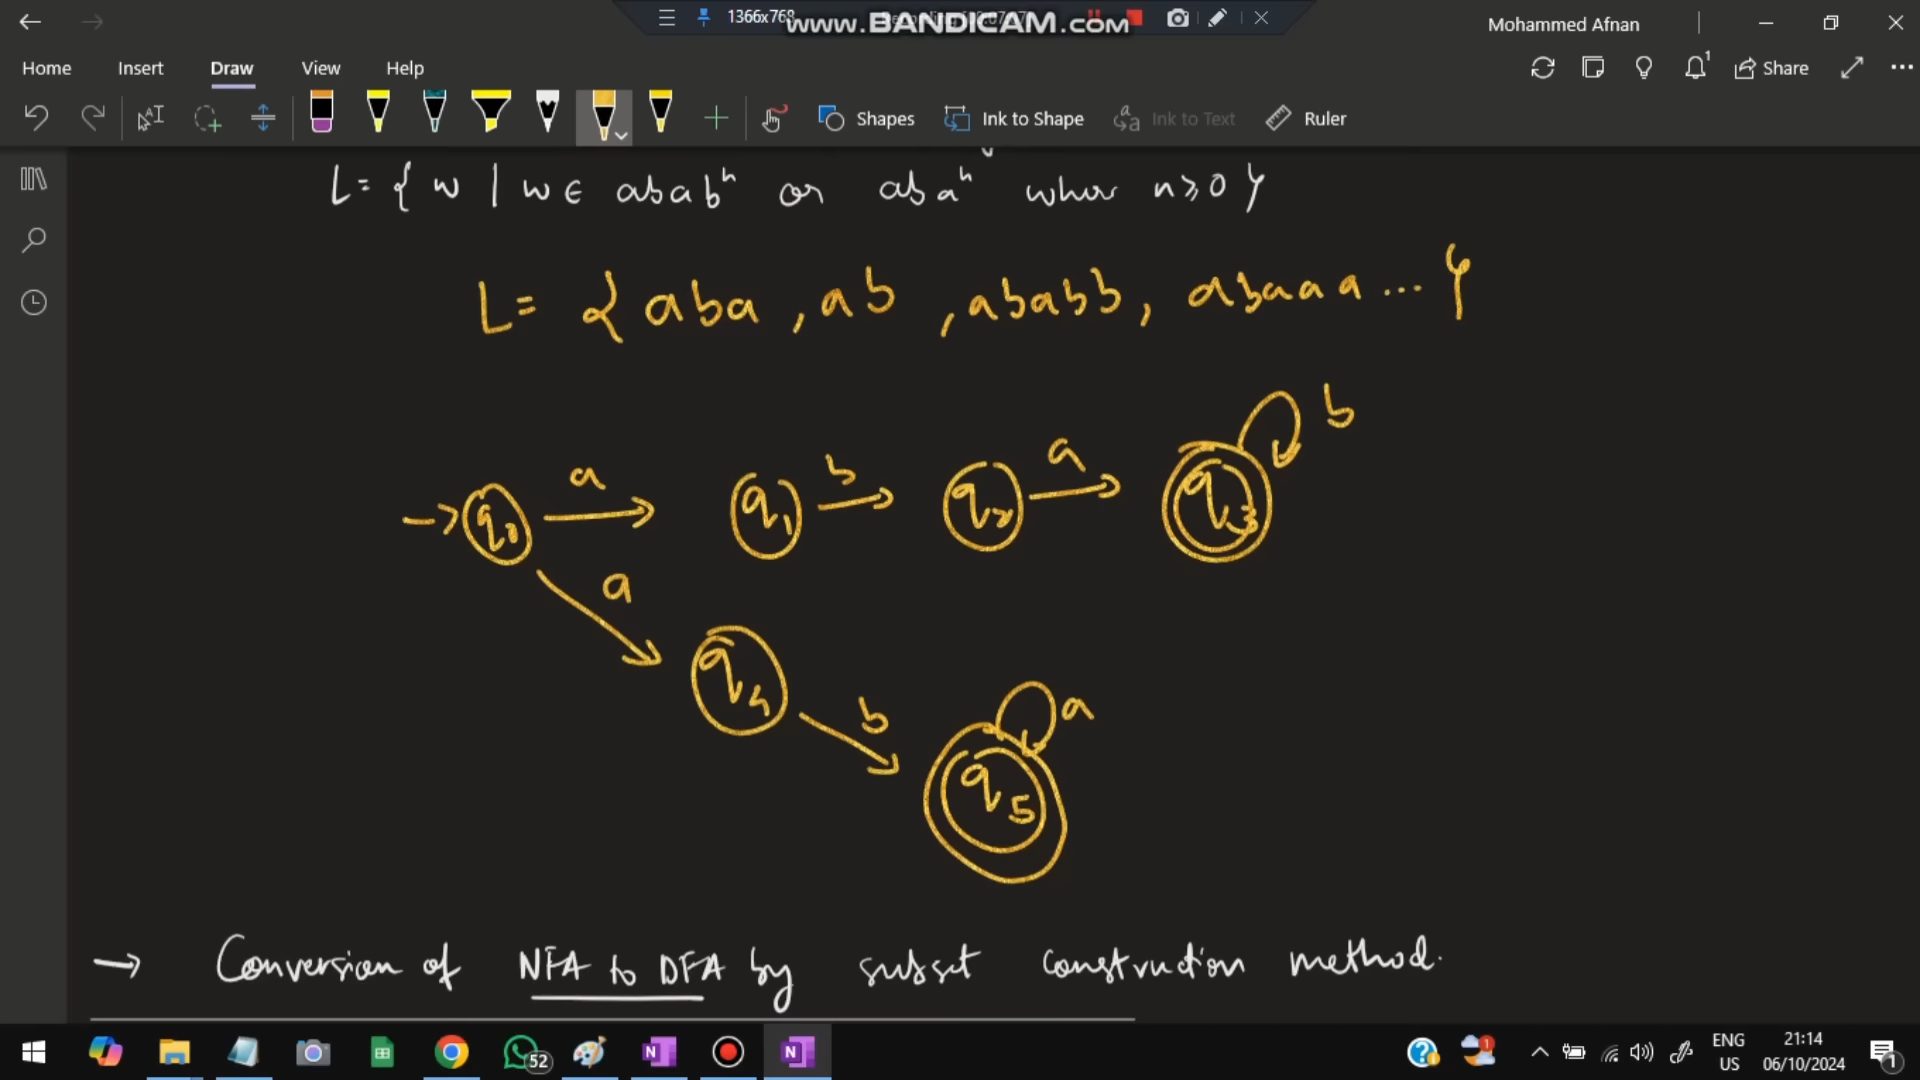 1366x768
www.BANDICAM.com
Mohammed Afnan
Home Insert Draw View Help
Share
Shapes Ink to Shape Ink to Text Ruler
L = { w | w ∈ ababⁿ or abaⁿ where n ≥ 0 }
L = { aba , ab , ababb , abaaa ... }
b
a b a
q0 q1 q2 q3
a
q4
b a
q5
→ Conversion of NFA to DFA by subset construction method.
52
ENG
US
21:14
06/10/2024